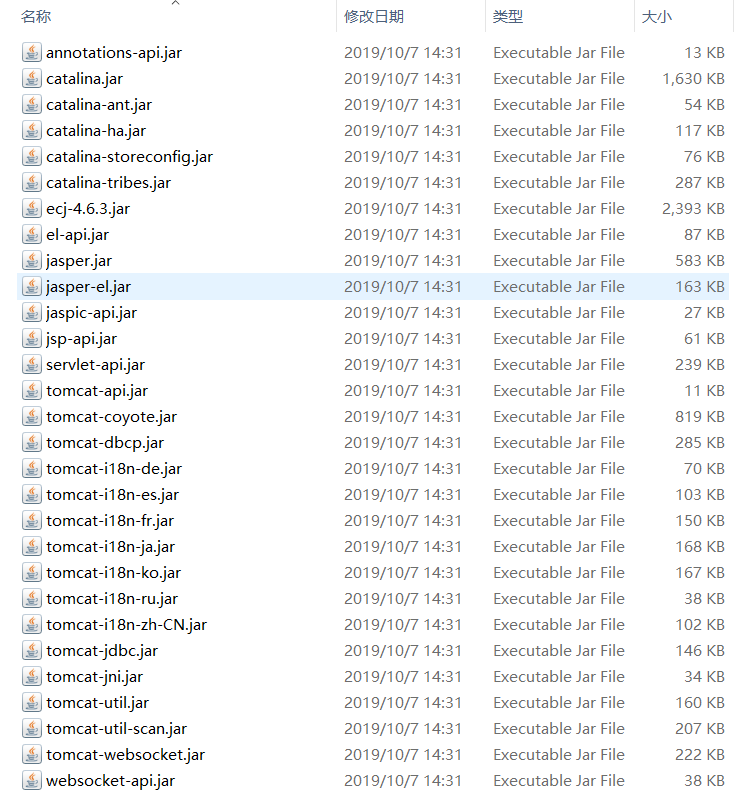 名称 修改日期 类型 大小
annotations-api.jar 2019/10/7 14:31 Executable Jar File 13 KB
catalina.jar 2019/10/7 14:31 Executable Jar File 1,630 KB
catalina-ant.jar 2019/10/7 14:31 Executable Jar File 54 KB
catalina-ha.jar 2019/10/7 14:31 Executable Jar File 117 KB
catalina-storeconfig.jar 2019/10/7 14:31 Executable Jar File 76 KB
catalina-tribes.jar 2019/10/7 14:31 Executable Jar File 287 KB
ecj-4.6.3.jar 2019/10/7 14:31 Executable Jar File 2,393 KB
el-api.jar 2019/10/7 14:31 Executable Jar File 87 KB
jasper.jar 2019/10/7 14:31 Executable Jar File 583 KB
jasper-el.jar 2019/10/7 14:31 Executable Jar File 163 KB
jaspic-api.jar 2019/10/7 14:31 Executable Jar File 27 KB
jsp-api.jar 2019/10/7 14:31 Executable Jar File 61 KB
servlet-api.jar 2019/10/7 14:31 Executable Jar File 239 KB
tomcat-api.jar 2019/10/7 14:31 Executable Jar File 11 KB
tomcat-coyote.jar 2019/10/7 14:31 Executable Jar File 819 KB
tomcat-dbcp.jar 2019/10/7 14:31 Executable Jar File 285 KB
tomcat-i18n-de.jar 2019/10/7 14:31 Executable Jar File 70 KB
tomcat-i18n-es.jar 2019/10/7 14:31 Executable Jar File 103 KB
tomcat-i18n-fr.jar 2019/10/7 14:31 Executable Jar File 150 KB
tomcat-i18n-ja.jar 2019/10/7 14:31 Executable Jar File 168 KB
tomcat-i18n-ko.jar 2019/10/7 14:31 Executable Jar File 167 KB
tomcat-i18n-ru.jar 2019/10/7 14:31 Executable Jar File 38 KB
tomcat-i18n-zh-CN.jar 2019/10/7 14:31 Executable Jar File 102 KB
tomcat-jdbc.jar 2019/10/7 14:31 Executable Jar File 146 KB
tomcat-jni.jar 2019/10/7 14:31 Executable Jar File 34 KB
tomcat-util.jar 2019/10/7 14:31 Executable Jar File 160 KB
tomcat-util-scan.jar 2019/10/7 14:31 Executable Jar File 207 KB
tomcat-websocket.jar 2019/10/7 14:31 Executable Jar File 222 KB
websocket-api.jar 2019/10/7 14:31 Executable Jar File 38 KB